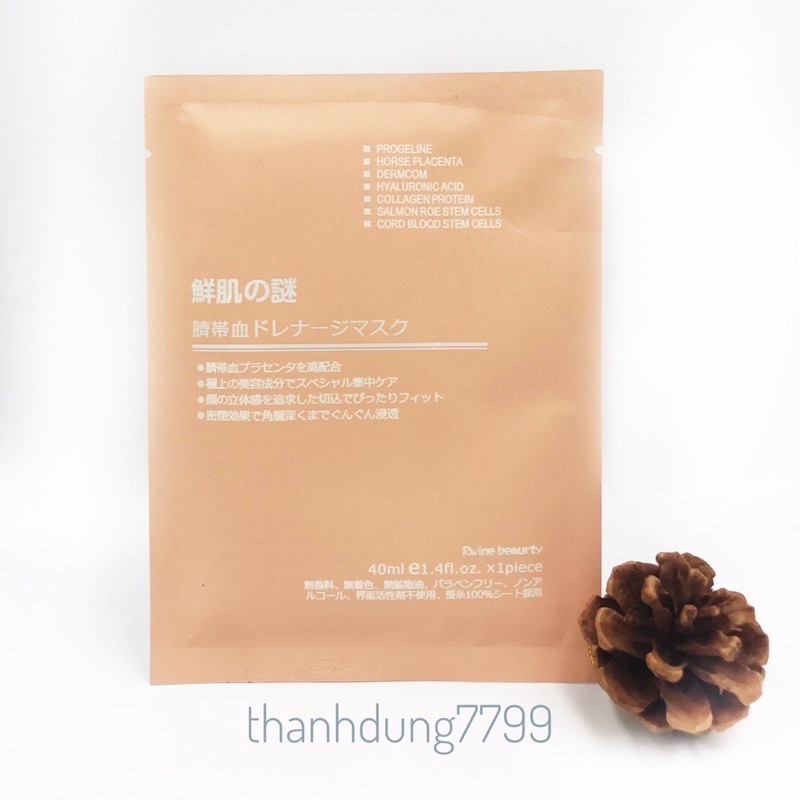 ■ PROGELINE
■ HORSE PLACENTA
■ DERMCOM
■ HYALURONIC ACID
■ COLLAGEN PROTEIN
■ SALMON ROE STEM CELLS
■ CORD BLOOD STEM CELLS
鮮肌の謎
臍帯血ドレナージマスク
●臍帯血プラセンタを高配合
●極上の美容成分でスペシャル集中ケア
●顔の立体感を追求した切込でぴったりフィット
●密閉効果で角層深くまでぐんぐん浸透
Rwine beaurty
40ml e1.4fl.oz. ×1piece
無香料、無着色、無鉱物油、パラベンフリー、ノンア
ルコール、界面活性剤不使用、蚕糸100%シート採用
thanhdung7799